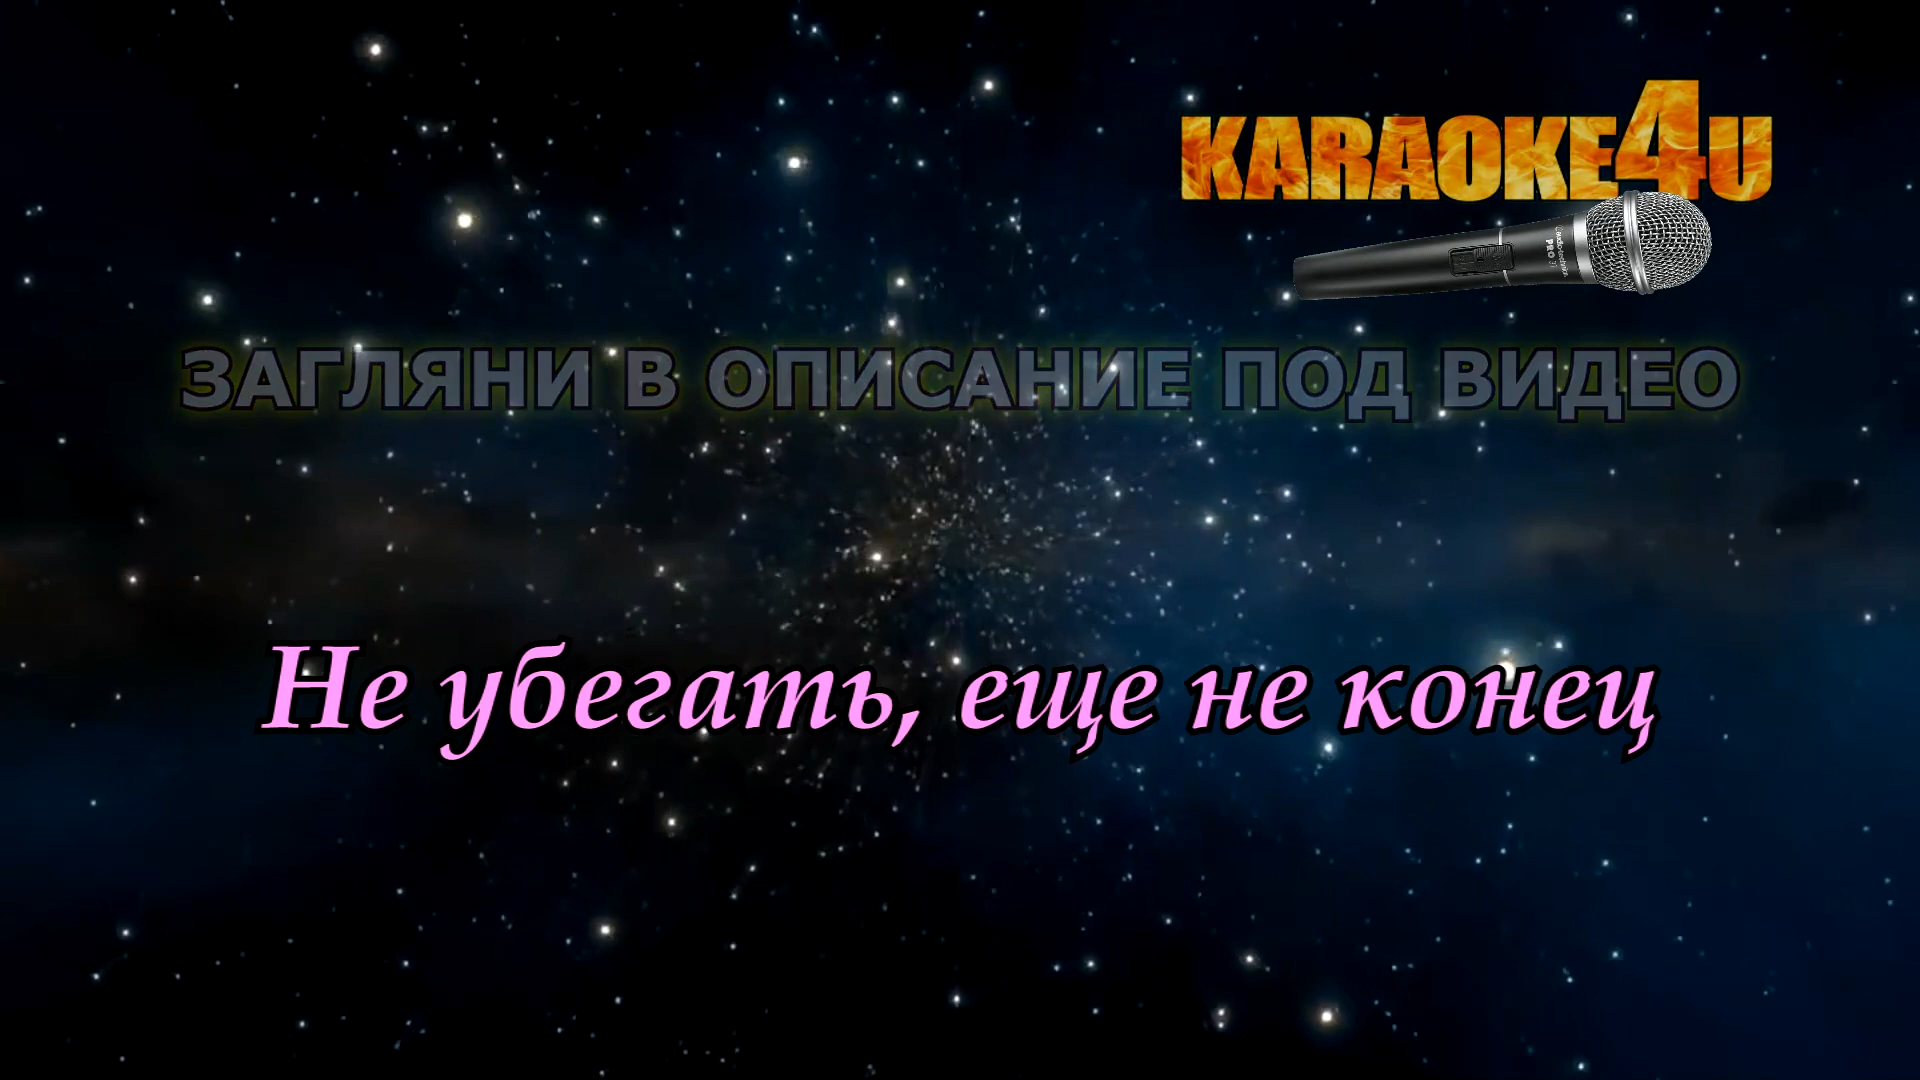 KARAOKE4U
ЗАГЛЯНИ В ОПИСАНИЕ ПОД ВИДЕО
Не убегать, еще не конец